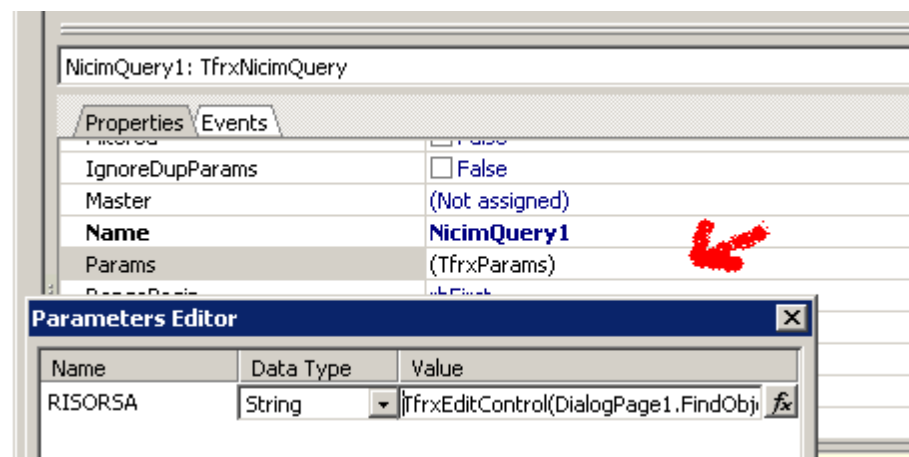 NicimQuery1: TfrxNicimQuery
Properties Events
IgnoreDupParams False
Master (Not assigned)
Name NicimQuery1
Params (TfrxParams)
Parameters Editor
Name Data Type Value
RISORSA String TfrxEditControl(DialogPage1.FindObj fx